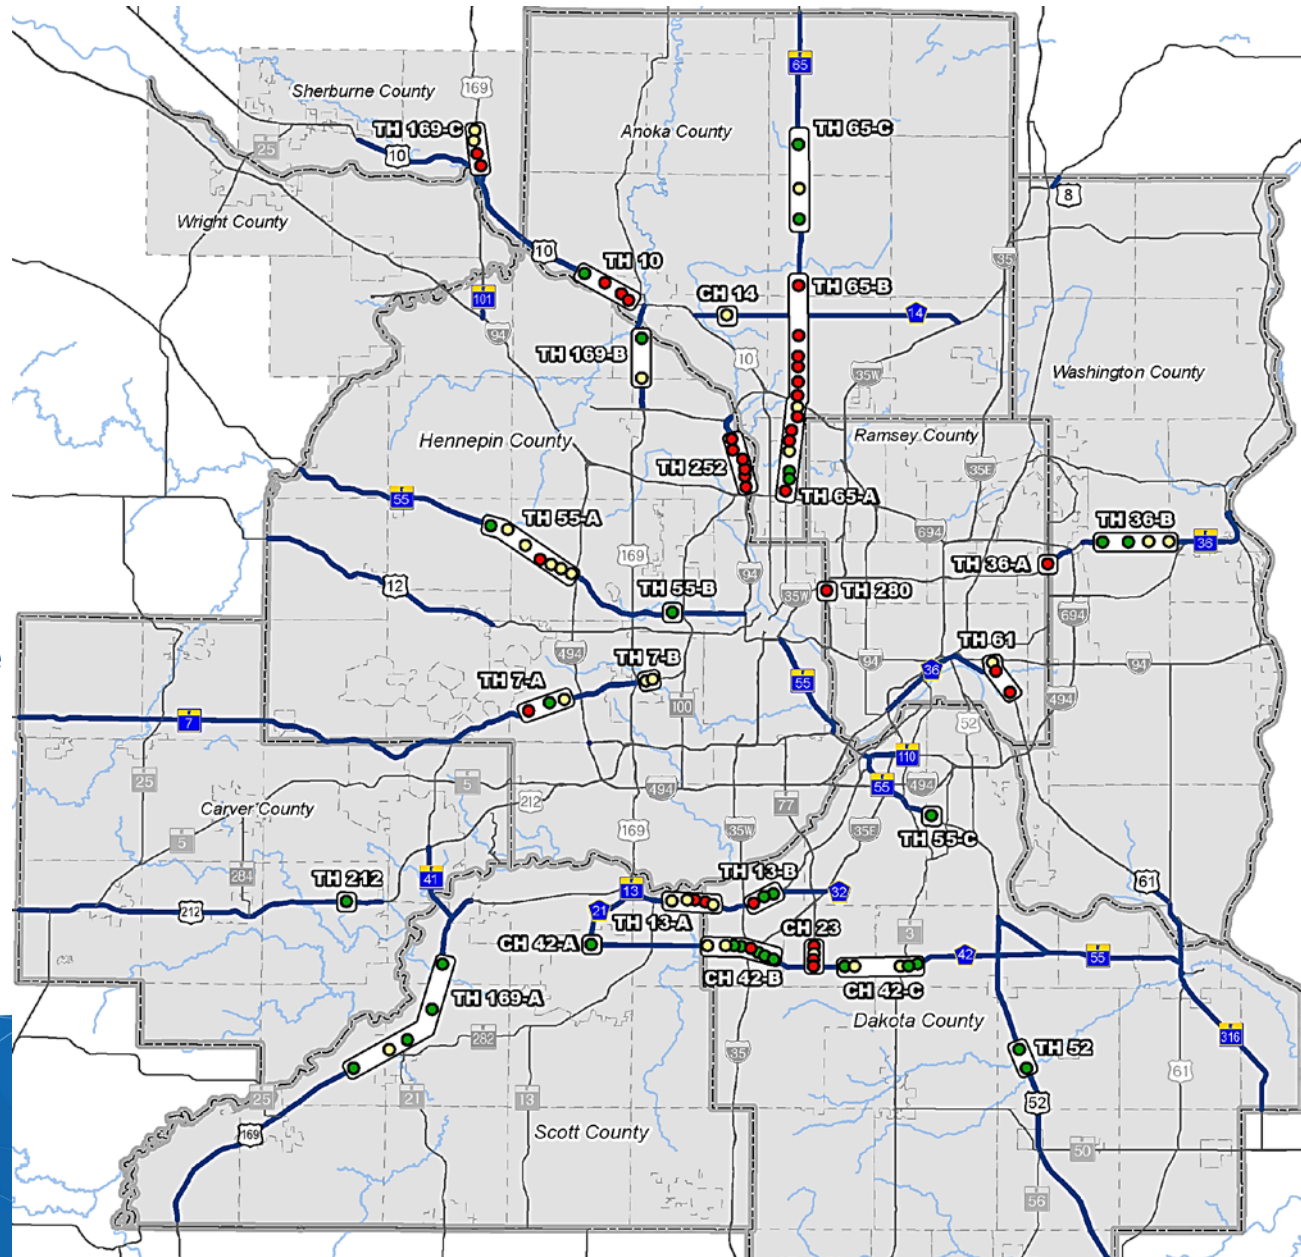 65
Sherburne County
169
TH 169-C
Anoka County
TH 65-C
25
10
8
Wright County
10
TH 10
35
TH 65-B
101
CH 14
14
94
TH 169-B
10
35W
Washington County
Hennepin County
Ramsey County
TH 252
35E
55
TH 65-A
TH 55-A
TH 36-B
694
36
169
TH 36-A
94
12
TH 55-B
35W
TH 280
694
TH 61
494
TH 7-B
94
36
94
TH 7-A
55
494
100
7
52
110
25
5
494
55
494
Carver County
212
77
169
35W
35E
5
TH 55-C
284
TH 13-B
TH 212
41
13
32
61
212
21
TH 13-A
CH 23
3
CH 42-A
42
55
CH 42-B
CH 42-C
TH 169-A
Dakota County
282
316
TH 52
35
61
25
21
13
52
169
Scott County
50
56